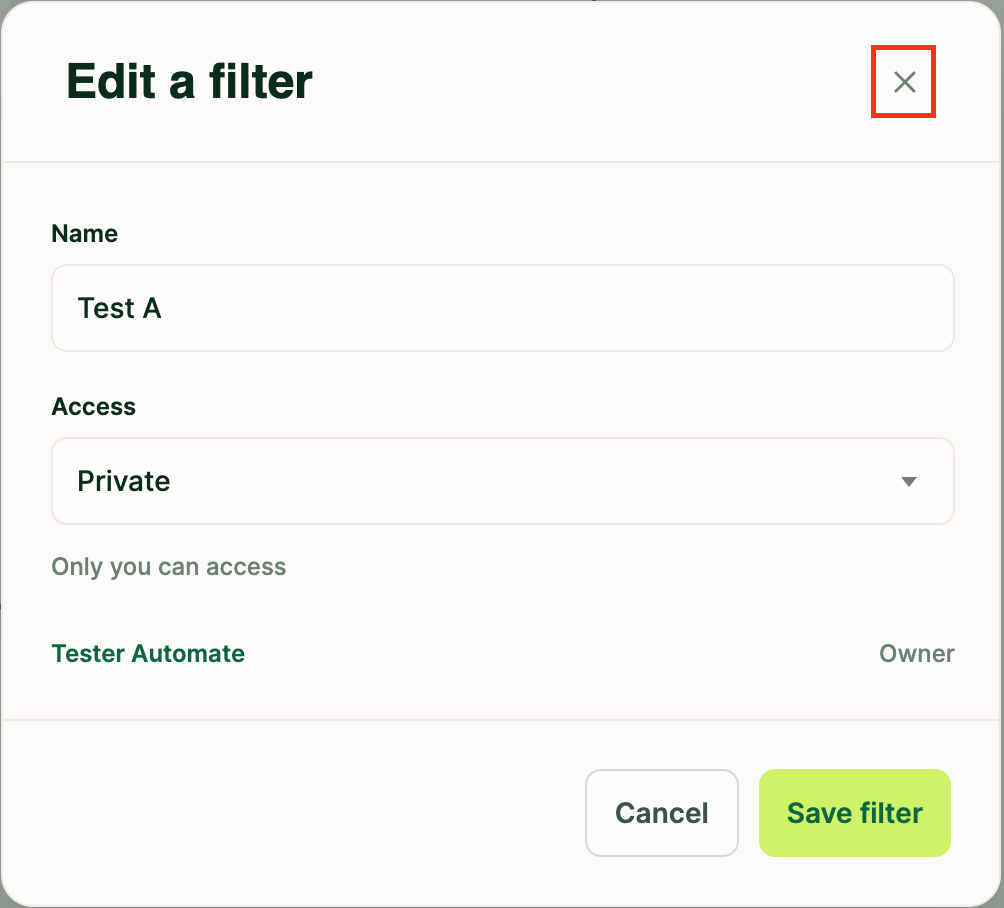 Edit a filter
Name
Test A
Access
Private
Only you can access
Tester Automate
Owner
Cancel
Save filter